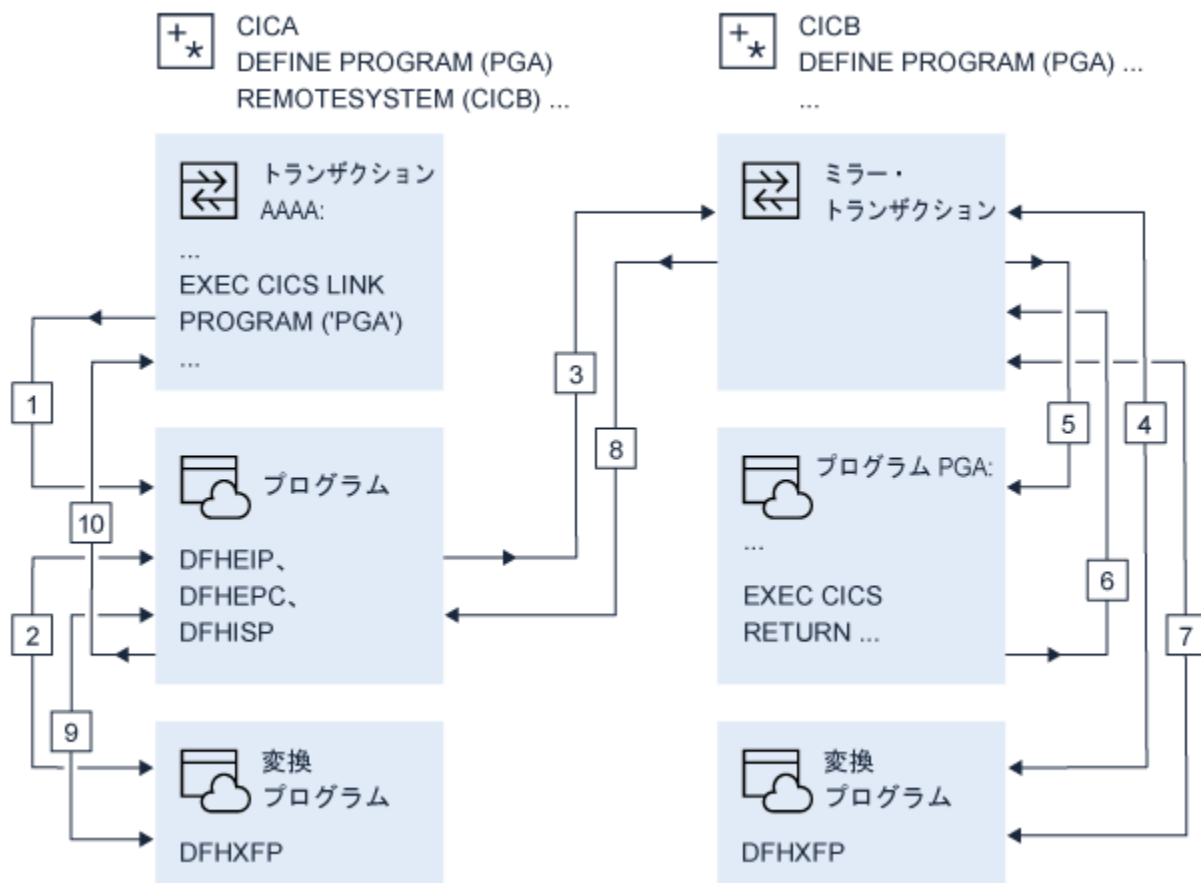 CICA
DEFINE PROGRAM (PGA)
REMOTESYSTEM (CICB) ...
トランザクション
AAAA:
...
EXEC CICS LINK
PROGRAM ('PGA')
...
1
10
プログラム
DFHEIP、
DFHEPC、
DFHISP
2
9
変換
プログラム
DFHXFP
3
8
CICB
DEFINE PROGRAM (PGA) ...
...
ミラー・
トランザクション
5
4
プログラム PGA:
...
EXEC CICS
RETURN ...
6
7
変換
プログラム
DFHXFP